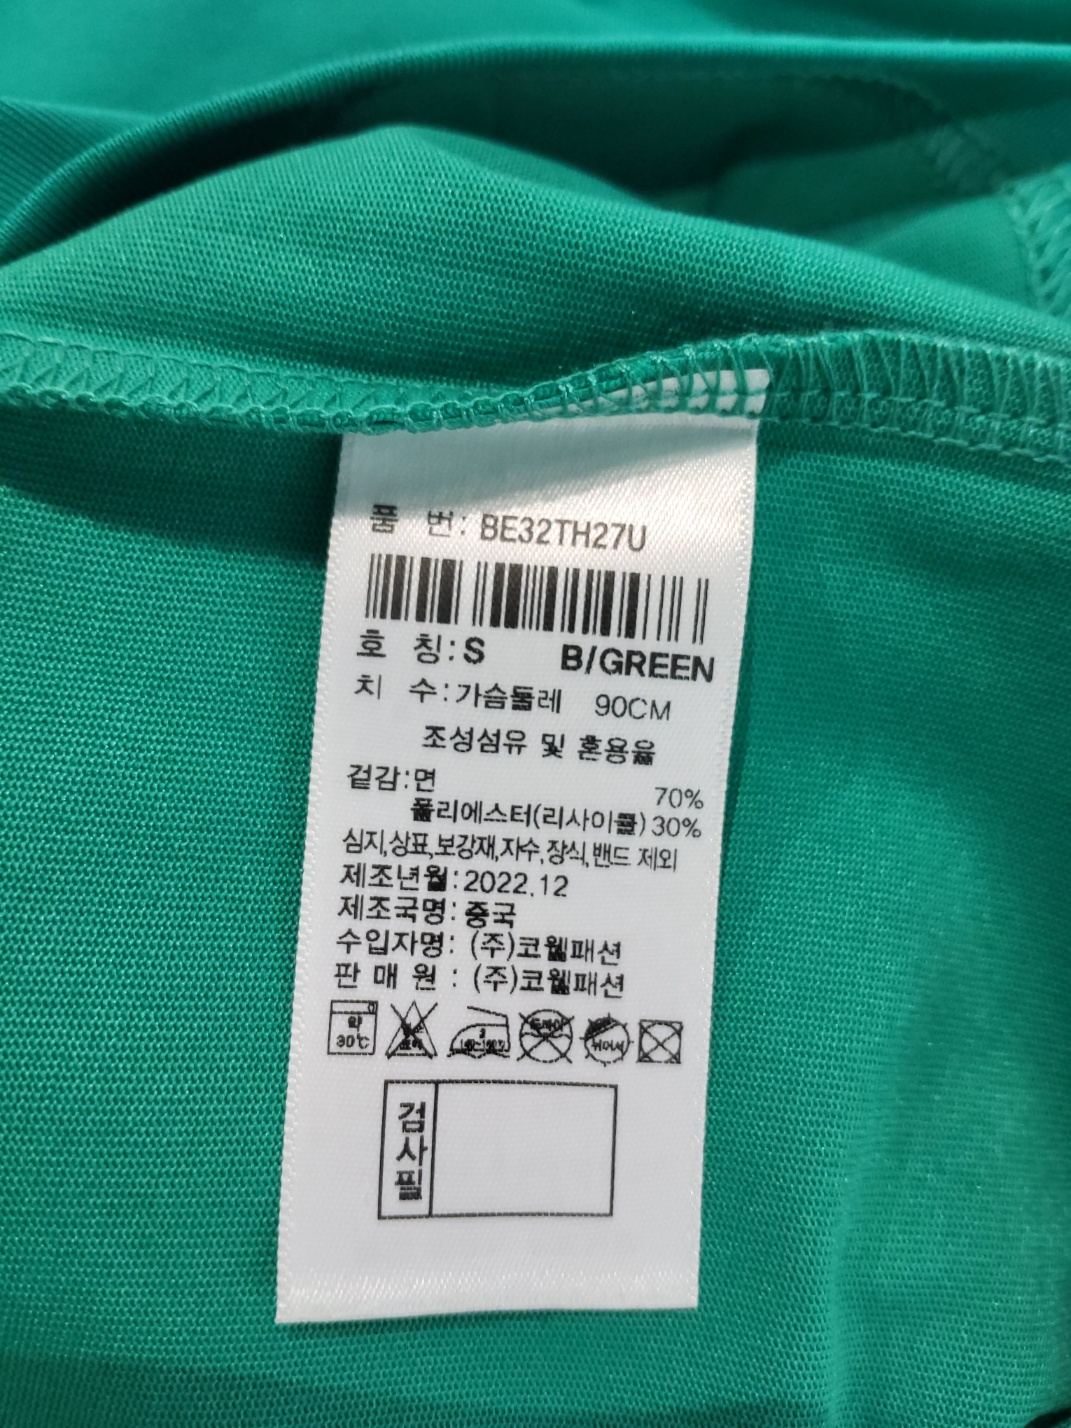 품 번: BE32TH27U
호 칭: S B/GREEN
치 수: 가슴둘레 90CM
조성섬유 및 혼용율
겉감: 면 70%
폴리에스터(리사이클) 30%
심지,상표,보강재,자수,장식,밴드 제외
제조년월: 2022.12
제조국명: 중국
수입자명: (주)코웰패션
판 매 원 : (주)코웰패션
약
30℃
검
사
필